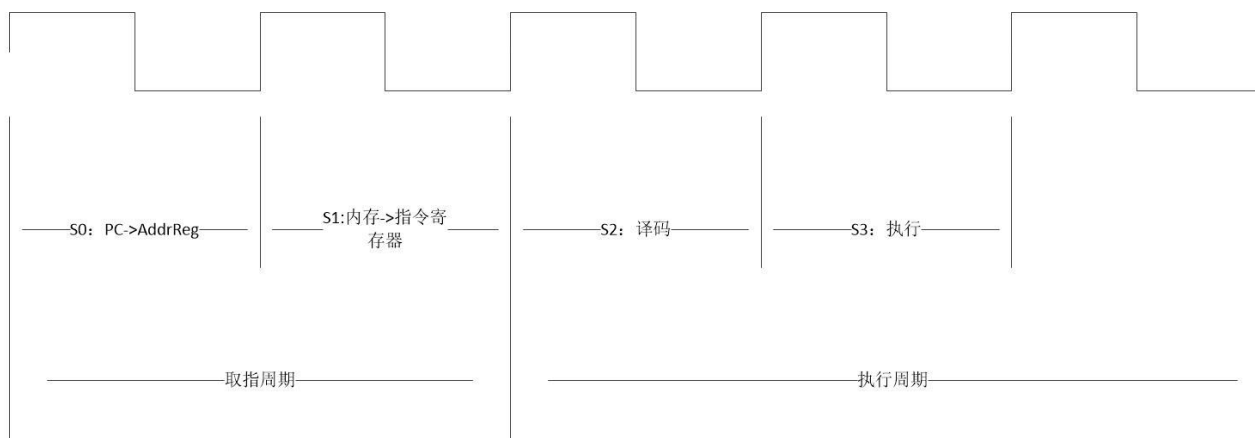 S0：PC->AddrReg
S1:内存->指令寄
存器
S2：译码
S3：执行
取指周期
执行周期